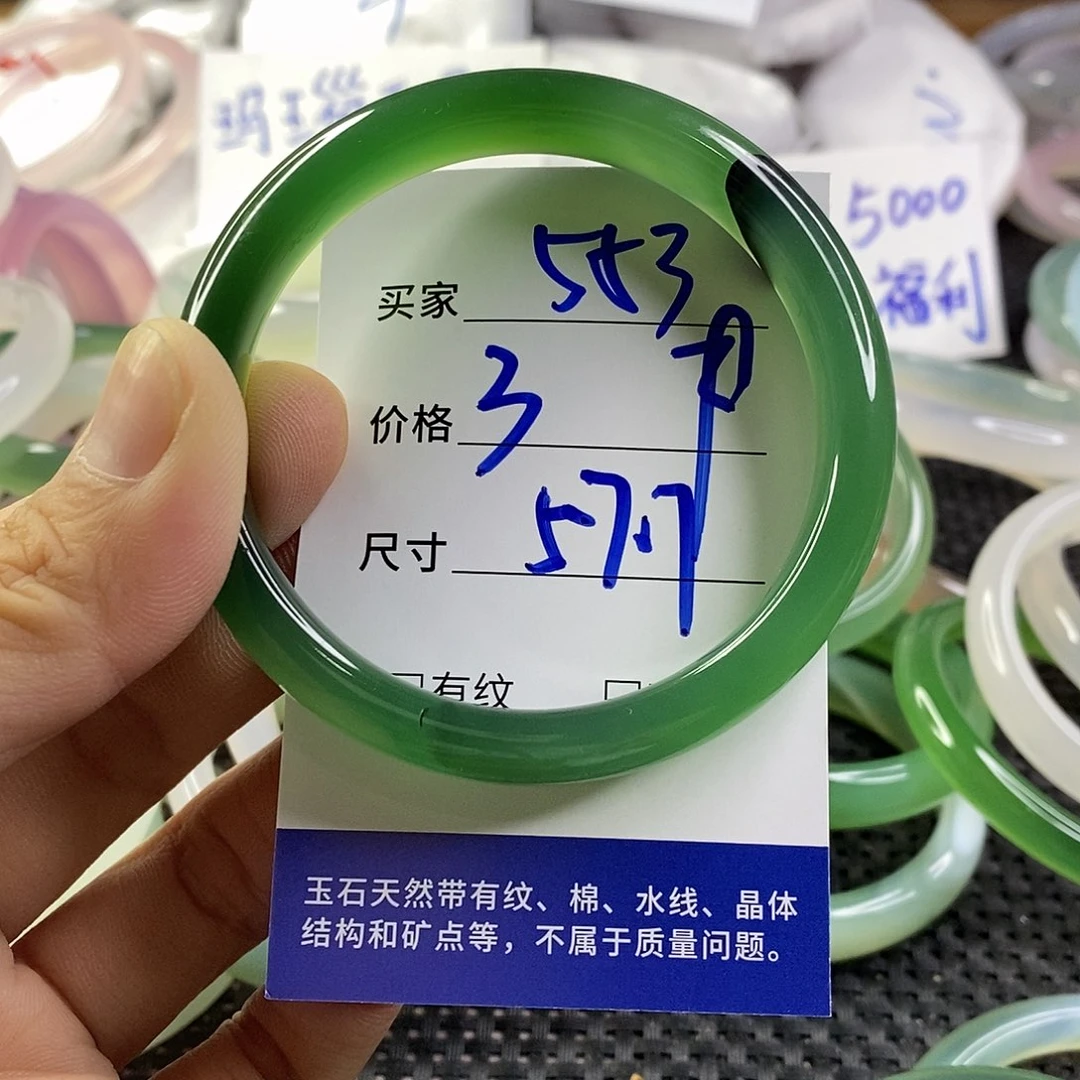 玛瑙
5000
福利
买家 553
价格 3
尺寸 57.7
有纹
玉石天然带有纹、棉、水线、晶体
结构和矿点等，不属于质量问题。